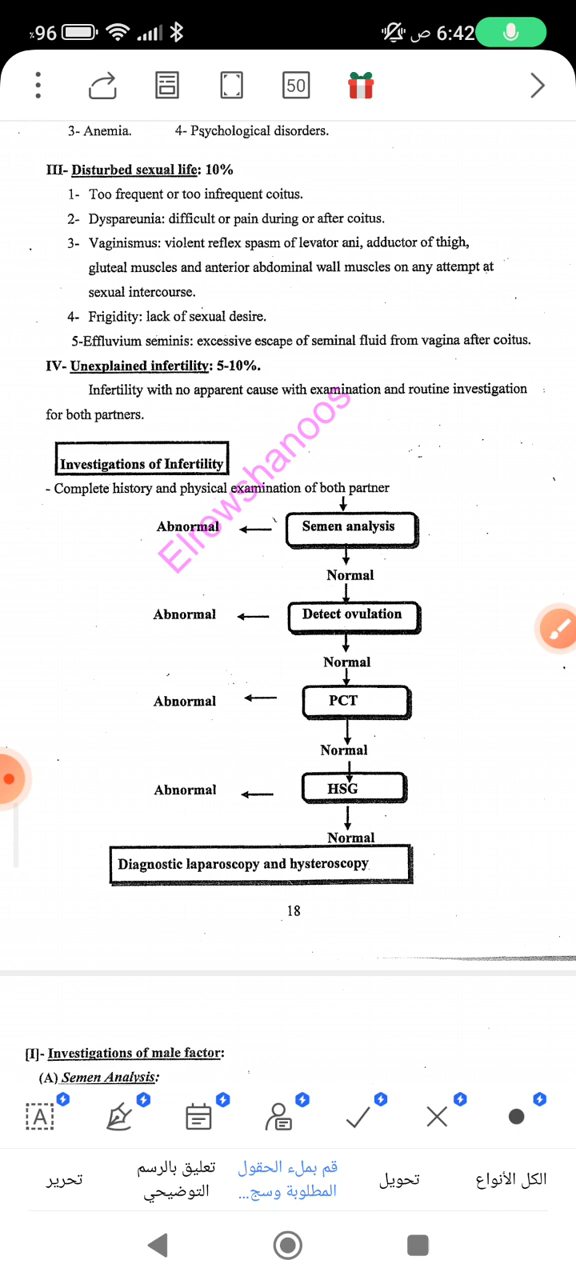 ٪96
6:42 ص
50
3- Anemia. 4- Psychological disorders.
III- Disturbed sexual life: 10%
1- Too frequent or too infrequent coitus.
2- Dyspareunia: difficult or pain during or after coitus.
3- Vaginismus: violent reflex spasm of levator ani, adductor of thigh,
gluteal muscles and anterior abdominal wall muscles on any attempt at
sexual intercourse.
4- Frigidity: lack of sexual desire.
5-Effluvium seminis: excessive escape of seminal fluid from vagina after coitus.
IV- Unexplained infertility: 5-10%.
Infertility with no apparent cause with examination and routine investigation
for both partners.
Elrowshanoos
Investigations of Infertility
- Complete history and physical examination of both partner
Abnormal Semen analysis
Normal
Abnormal Detect ovulation
Normal
Abnormal PCT
Normal
Abnormal HSG
Normal
Diagnostic laparoscopy and hysteroscopy
18
[I]- Investigations of male factor:
(A) Semen Analysis:
A
الكل الأنواع
تحويل
قم بملء الحقول
المطلوبة وسج...
تعليق بالرسم
التوضيحي
تحرير